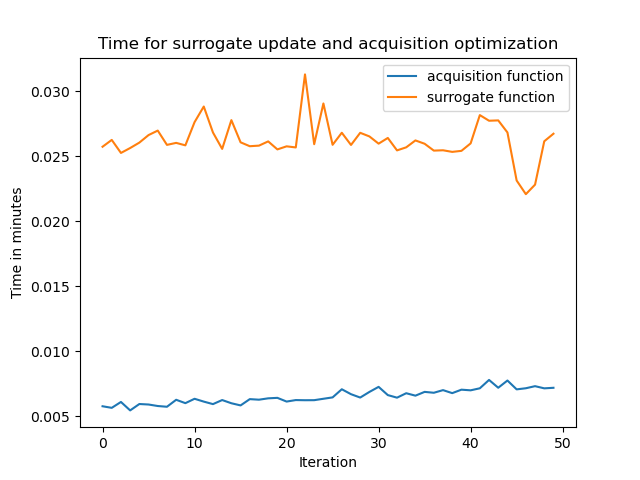 Time for surrogate update and acquisition optimization
acquisition function
surrogate function
Time in minutes
0.030
0.025
0.020
0.015
0.010
0.005
0 10 20 30 40 50
Iteration